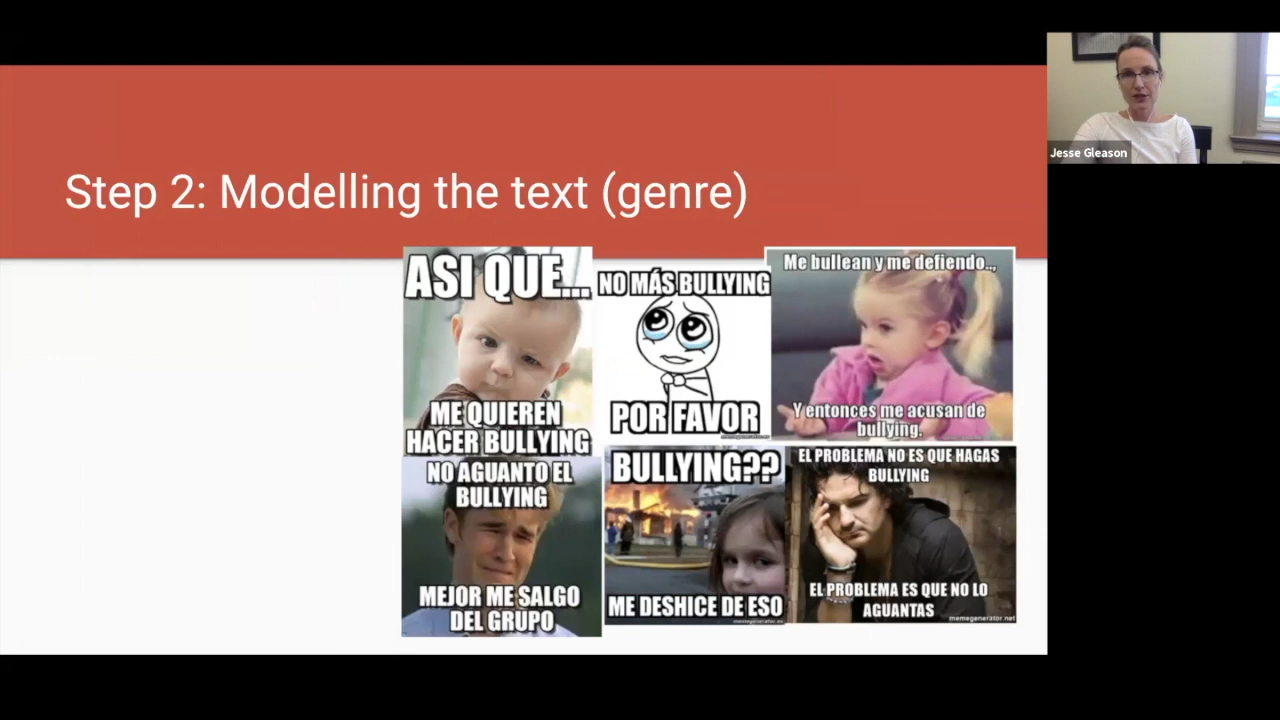 Step 2: Modelling the text (genre)
Jesse Gleason
ASI QUE...
ME QUIEREN
HACER BULLYING
NO MÁS BULLYING
POR FAVOR
Me bullean y me defiendo..,
Y entonces me acusan de
bullying.
NO AGUANTO EL
BULLYING
MEJOR ME SALGO
DEL GRUPO
BULLYING??
ME DESHICE DE ESO
EL PROBLEMA NO ES QUE HAGAS
BULLYING
EL PROBLEMA ES QUE NO LO
AGUANTAS
memegenerator.net